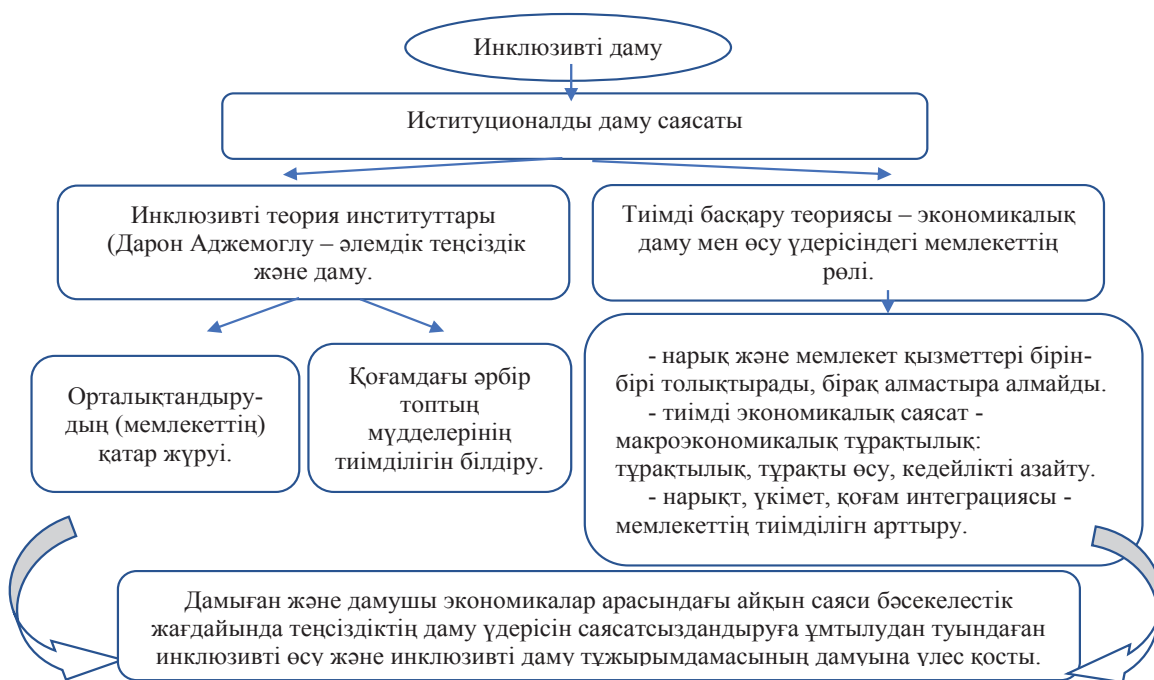 Инклюзивті даму
Иституционалды даму саясаты
Инклюзивті теория институттары
(Дарон Аджемоглу – әлемдік теңсіздік
және даму.
Тиімді басқару теориясы – экономикалық
даму мен өсу үдерісіндегі мемлекеттің
рөлі.
Орталықтандыру-
дың (мемлекеттің)
қатар жүруі.
Қоғамдағы әрбір
топтың
мүдделерінің
тиімділігін білдіру.
- нарық және мемлекет қызметтері бірін-
бірі толықтырады, бірақ алмастыра алмайды.
- тиімді экономикалық саясат -
макроэкономикалық тұрақтылық:
тұрақтылық, тұрақты өсу, кедейлікті азайту.
- нарықт, үкімет, қоғам интеграциясы -
мемлекеттің тиімділігн арттыру.
Дамыған және дамушы экономикалар арасындағы айқын саяси бәсекелестік
жағдайында теңсіздіктің даму үдерісін саясатсыздандыруға ұмтылудан туындаған
инклюзивті өсу және инклюзивті даму тұжырымдамасының дамуына үлес қосты.